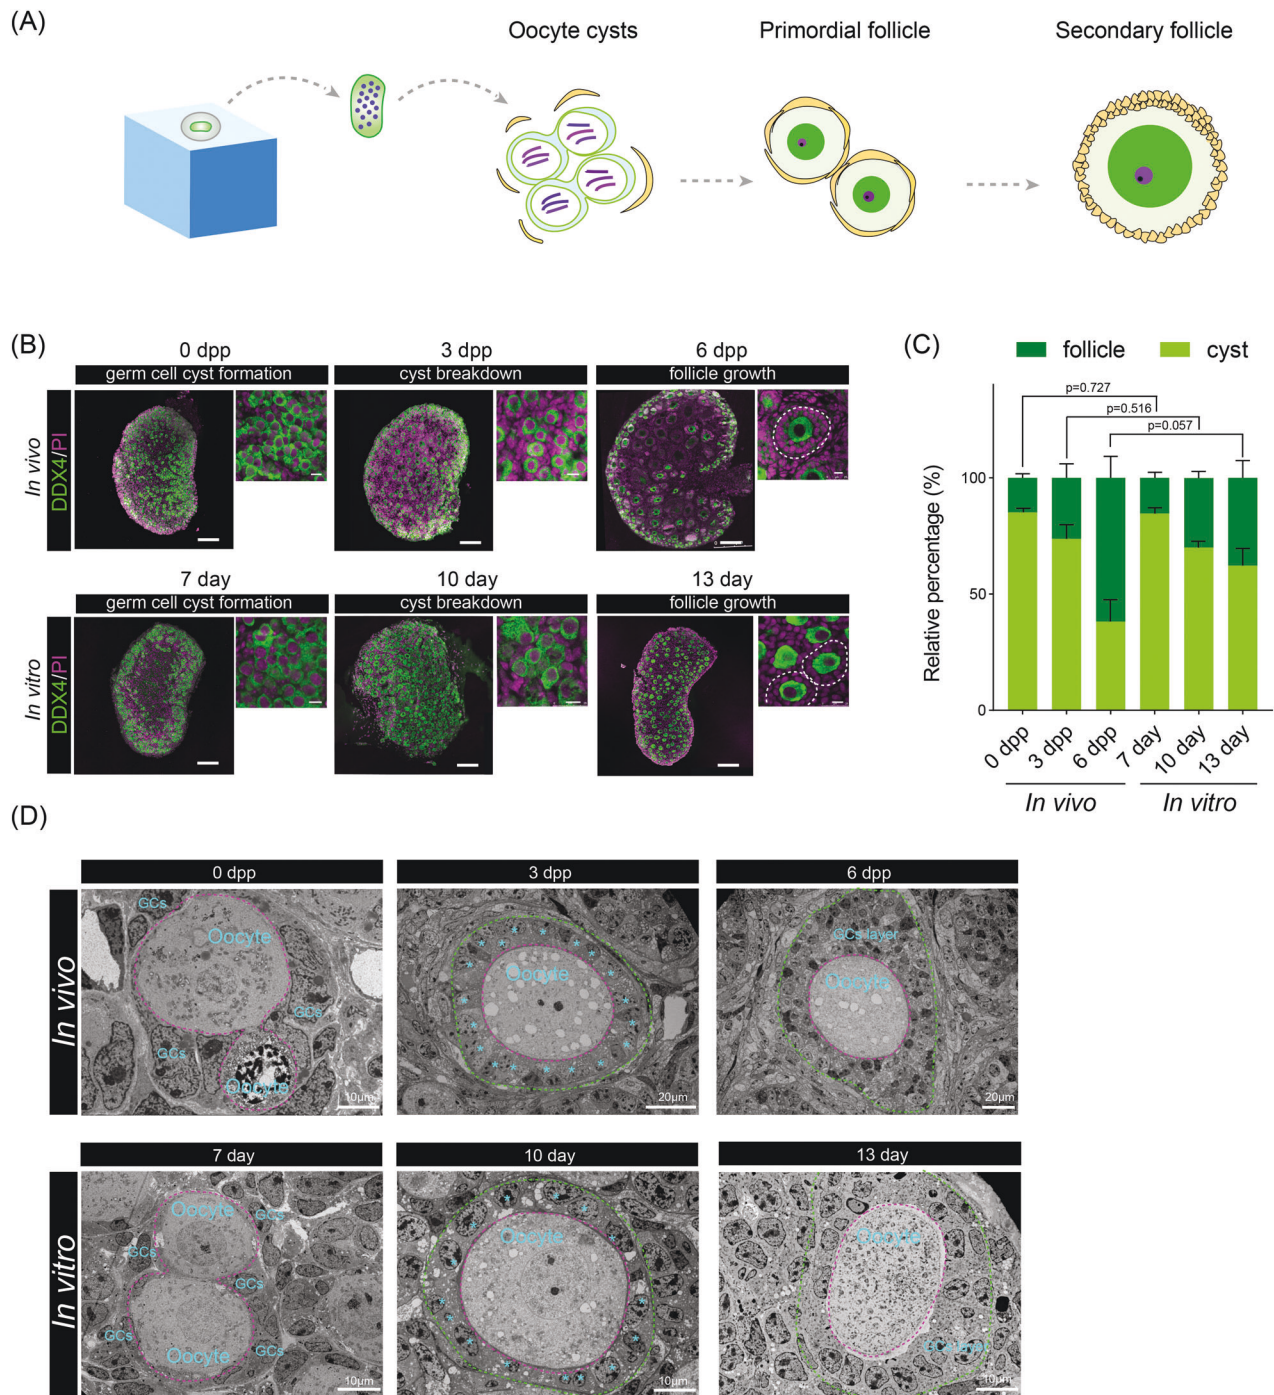 (A)
Oocyte cysts
Primordial follicle
Secondary follicle
(B)
0 dpp
3 dpp
6 dpp
germ cell cyst formation
cyst breakdown
follicle growth
In vivo
DDX4/PI
7 day
10 day
13 day
germ cell cyst formation
cyst breakdown
follicle growth
In vitro
DDX4/PI
(C)
follicle
cyst
p=0.727
p=0.516
p=0.057
Relative percentage (%)
100
50
0
0 dpp
3 dpp
6 dpp
7 day
10 day
13 day
In vivo
In vitro
(D)
0 dpp
3 dpp
6 dpp
In vivo
GCs
Oocyte
GCs
GCs
Oocyte
10μm
Oocyte
20μm
GCs layer
Oocyte
20μm
7 day
10 day
13 day
In vitro
Oocyte
GCs
GCs
GCs
GCs
GCs
Oocyte
10μm
Oocyte
10μm
Oocyte
GCs layer
10μm